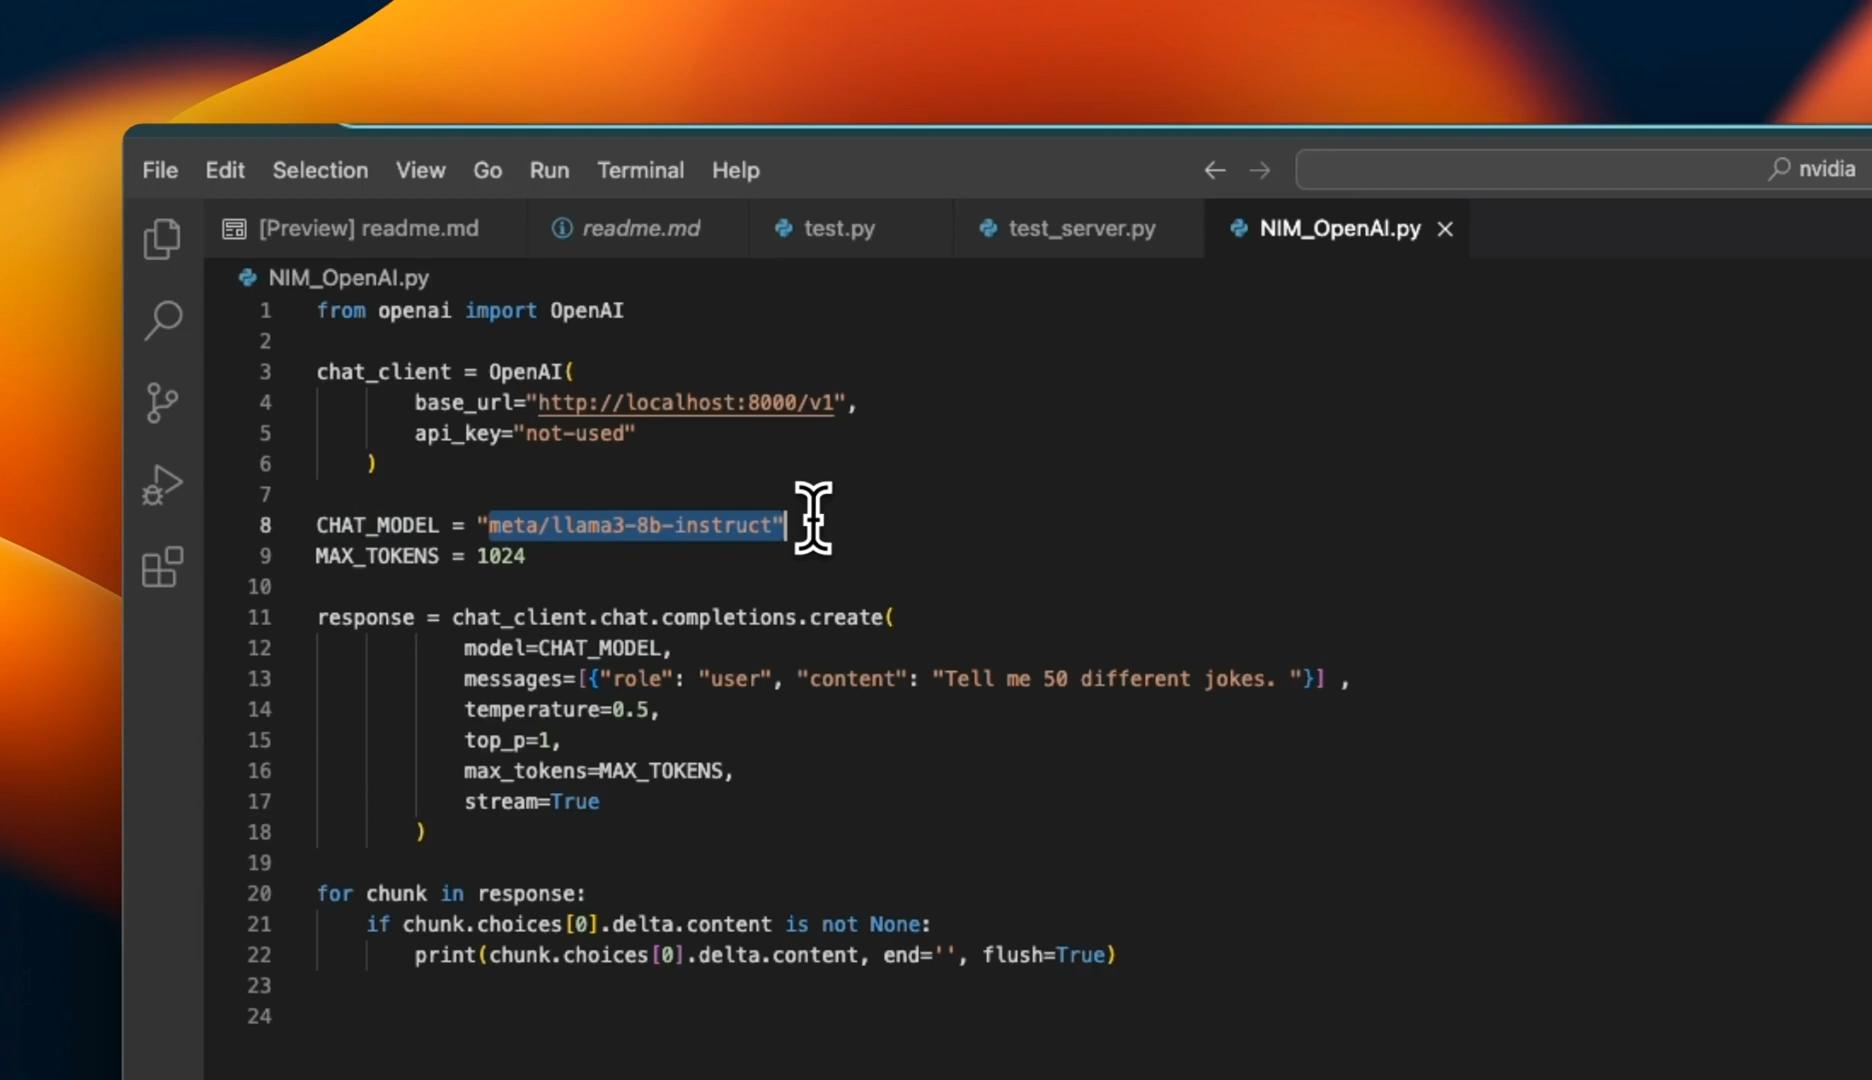 File Edit Selection View Go Run Terminal Help nvidia
[Preview] readme.md readme.md test.py test_server.py NIM_OpenAI.py
NIM_OpenAI.py
1 from openai import OpenAI
2
3 chat_client = OpenAI(
4 base_url="http://localhost:8000/v1",
5 api_key="not-used"
6 )
7
8 CHAT_MODEL = "meta/llama3-8b-instruct"
9 MAX_TOKENS = 1024
10
11 response = chat_client.chat.completions.create(
12 model=CHAT_MODEL,
13 messages=[{"role": "user", "content": "Tell me 50 different jokes. "}] ,
14 temperature=0.5,
15 top_p=1,
16 max_tokens=MAX_TOKENS,
17 stream=True
18 )
19
20 for chunk in response:
21 if chunk.choices[0].delta.content is not None:
22 print(chunk.choices[0].delta.content, end='', flush=True)
23
24